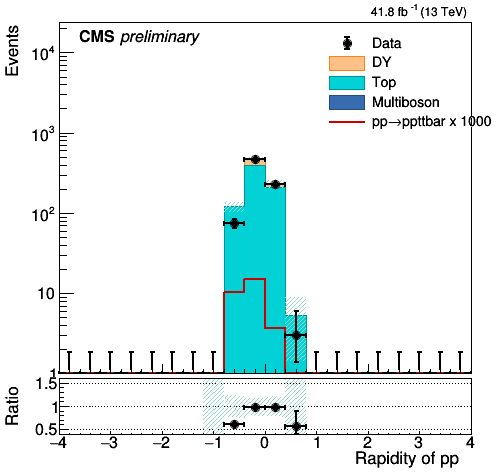 41.8 fb⁻¹ (13 TeV)
CMS preliminary
Events
Data
DY
Top
Multiboson
pp→ppttbar x 1000
10⁴
10³
10²
10
1
Ratio
1.5
1
0.5
−4 −3 −2 −1 0 1 2 3 4
Rapidity of pp